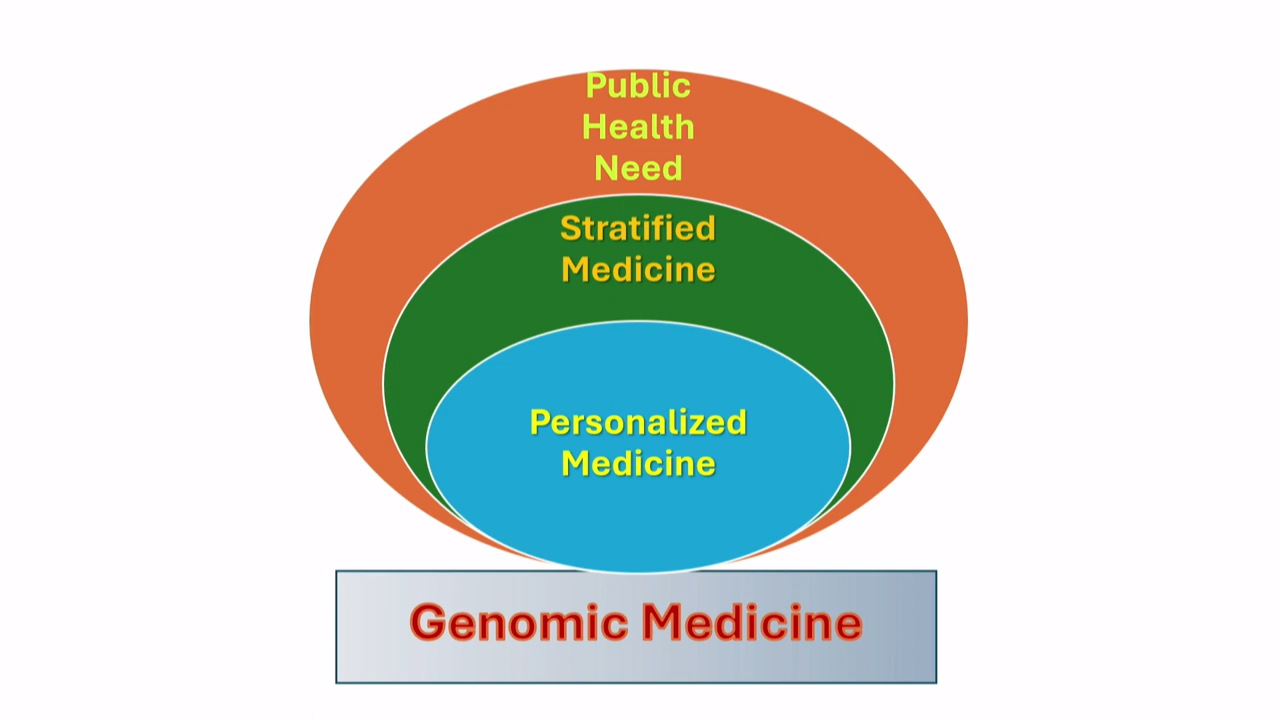 Public
Health
Need
Stratified
Medicine
Personalized
Medicine
Genomic Medicine